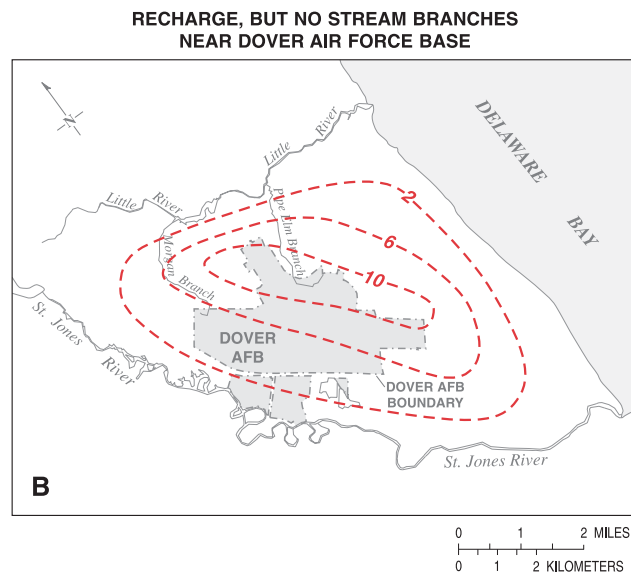 RECHARGE, BUT NO STREAM BRANCHES
NEAR DOVER AIR FORCE BASE
N
DELAWARE
BAY
Little
River
Little
River
Pipe Elm Branch
Morgan
Branch
2
6
10
St. Jones
River
DOVER
AFB
DOVER AFB
BOUNDARY
St. Jones River
B
0 1 2 MILES
0 1 2 KILOMETERS